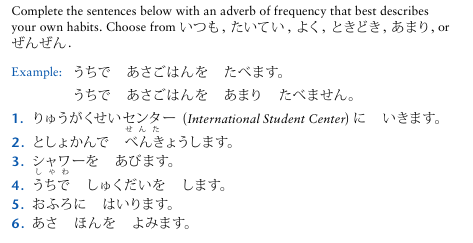 Complete the sentences below with an adverb of frequency that best describes
your own habits. Choose from いつも, たいてい, よく, ときどき, あまり, or
ぜんぜん.
Example: うちで あさごはんを たべます。
うちで あさごはんを あまり たべません。
1. りゅうがくせいセンター (International Student Center) に いきます。
せんた
2. としょかんで べんきょうします。
3. シャワーを あびます。
しゃわ
4. うちで しゅくだいを します。
5. おふろに はいります。
6. あさ ほんを よみます。